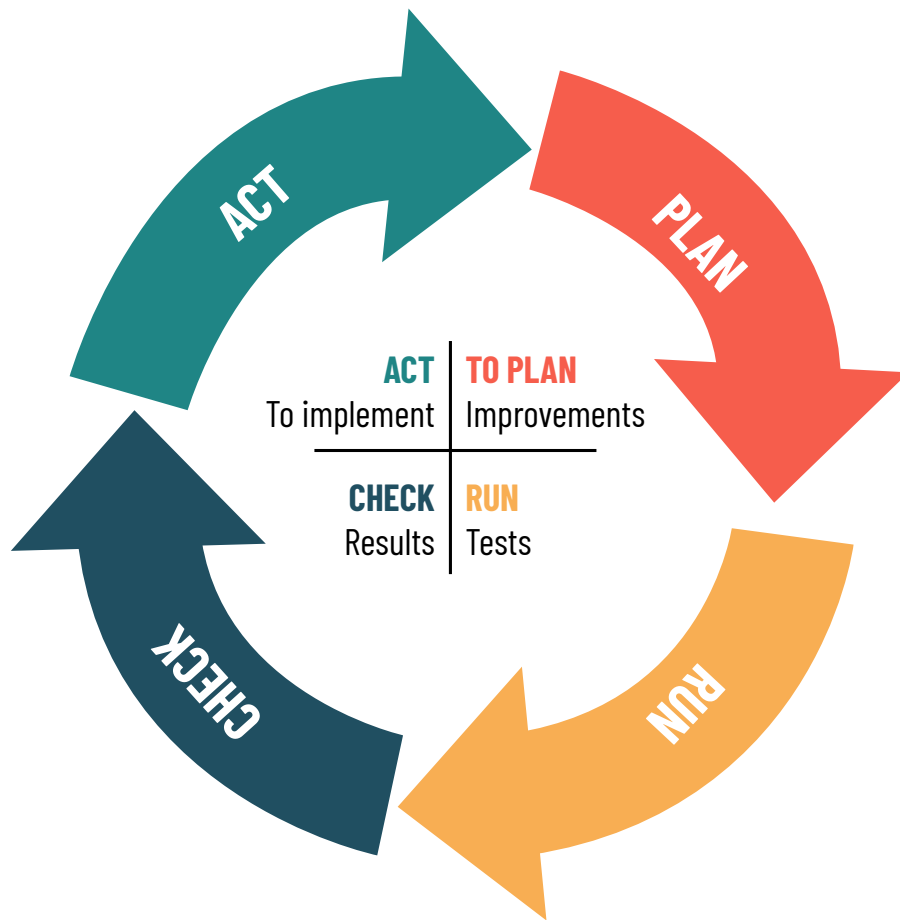 ACT
PLAN
ACT
To implement
TO PLAN
Improvements
CHECK
Results
RUN
Tests
CHECK
RUN